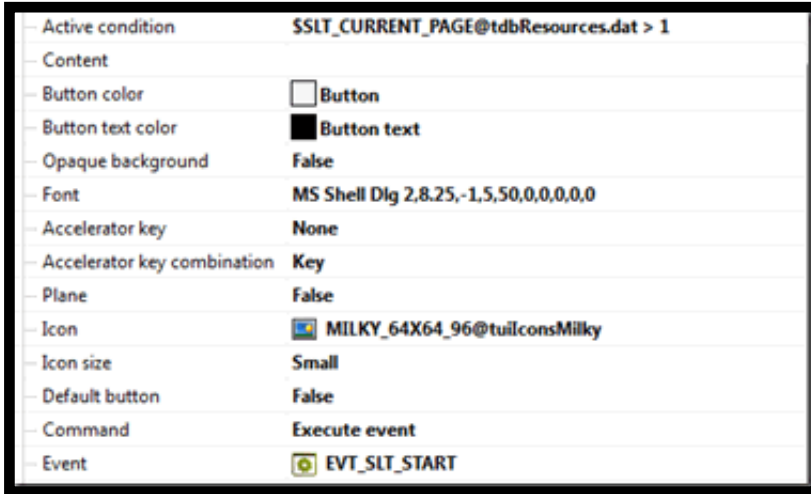 Active condition $SLT_CURRENT_PAGE@tdbResources.dat > 1
Content
Button color Button
Button text color Button text
Opaque background False
Font MS Shell Dlg 2,8.25,-1,5,50,0,0,0,0,0
Accelerator key None
Accelerator key combination Key
Plane False
Icon MILKY_64X64_96@tuiIconsMilky
Icon size Small
Default button False
Command Execute event
Event EVT_SLT_START